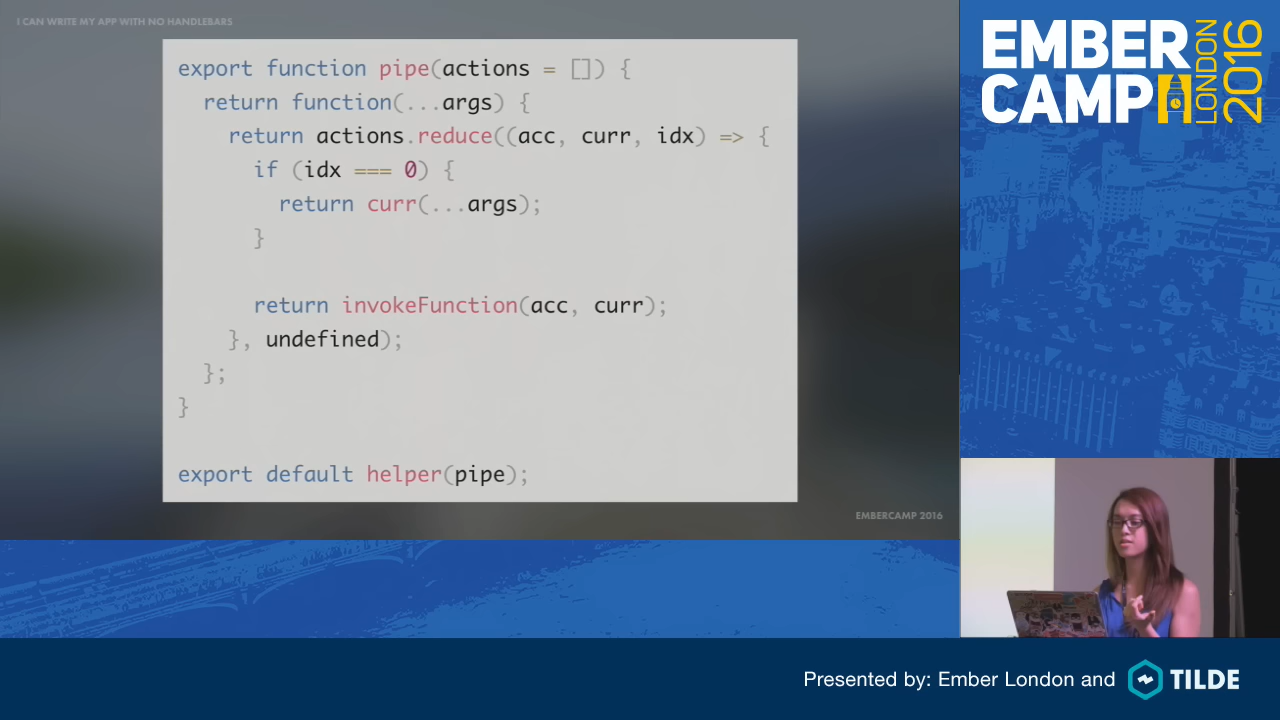 I CAN WRITE MY APP WITH NO HANDLEBARS
export function pipe(actions = []) {
return function(...args) {
return actions.reduce((acc, curr, idx) => {
if (idx === 0) {
return curr(...args);
}
return invokeFunction(acc, curr);
}, undefined);
};
}
export default helper(pipe);
EMBERCAMP 2016
EMBER
CAMP
LONDON
2016
Presented by: Ember London and TILDE